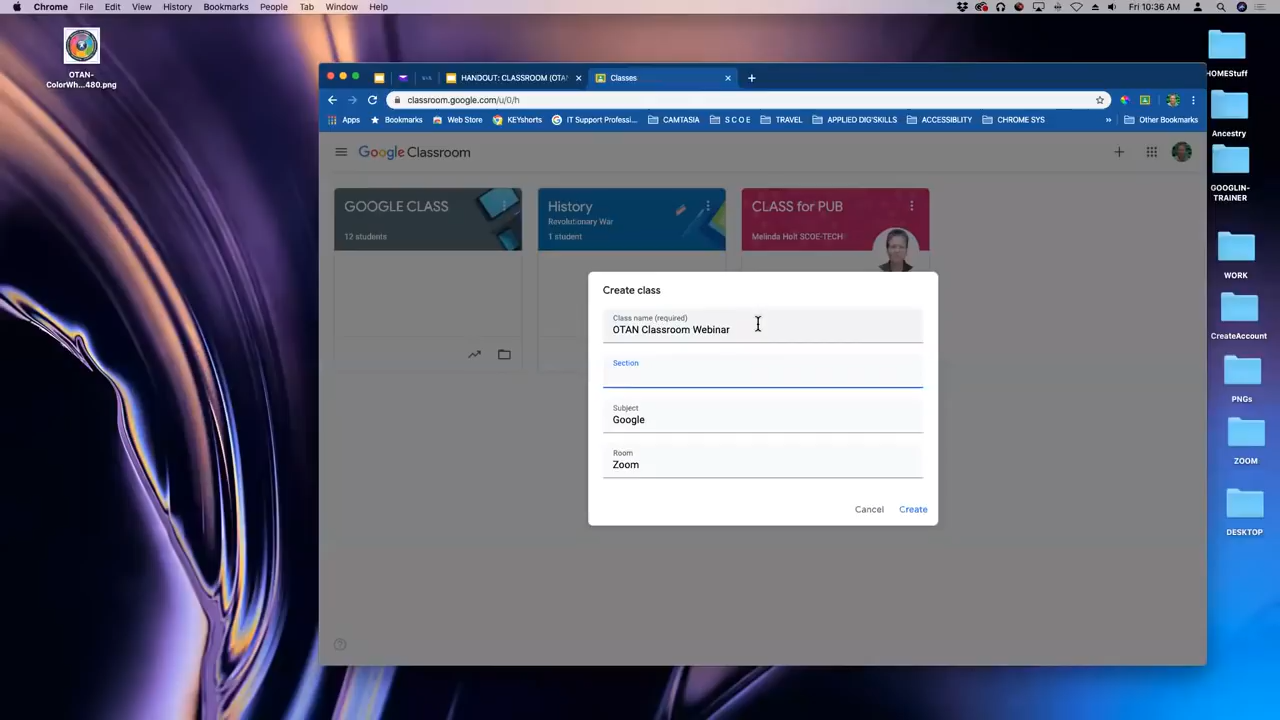 Chrome File Edit View History Bookmarks People Tab Window Help
Fri 10:36 AM
OTAN-
ColorWh...480.png
HANDOUT: CLASSROOM (OTA
Classes
classroom.google.com/u/0/h
Apps Bookmarks Web Store KEYshorts IT Support Professi... CAMTASIA S C O E TRAVEL APPLIED DIG'SKILLS ACCESSIBLITY CHROME SYS » Other Bookmarks
Google Classroom
GOOGLE CLASS
12 students
History
Revolutionary War
1 student
CLASS for PUB
Melinda Holt SCOE-TECH
Create class
Class name (required)
OTAN Classroom Webinar
Section
Subject
Google
Room
Zoom
Cancel Create
HOMEStuff
Ancestry
GOOGLIN-
TRAINER
WORK
CreateAccount
PNGs
ZOOM
DESKTOP